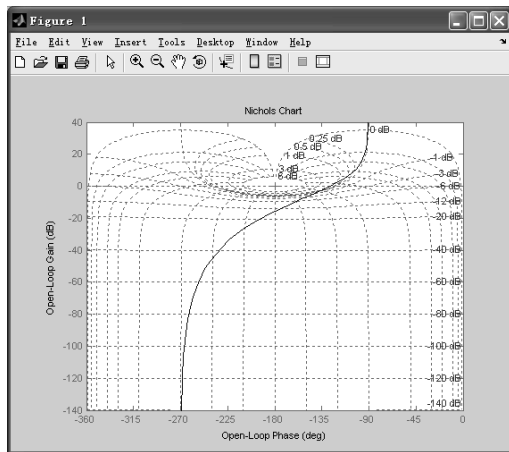 Figure 1
File Edit View Insert Tools Desktop Window Help
Nichols Chart
Open-Loop Gain (dB)
40
20
0
-20
-40
-60
-80
-100
-120
-140
0 dB
0.25 dB
0.5 dB
1 dB
3 dB
6 dB
-1 dB
-3 dB
-6 dB
-12 dB
-20 dB
-40 dB
-60 dB
-80 dB
-100 dB
-120 dB
-140 dB
-360 -315 -270 -225 -180 -135 -90 -45 0
Open-Loop Phase (deg)